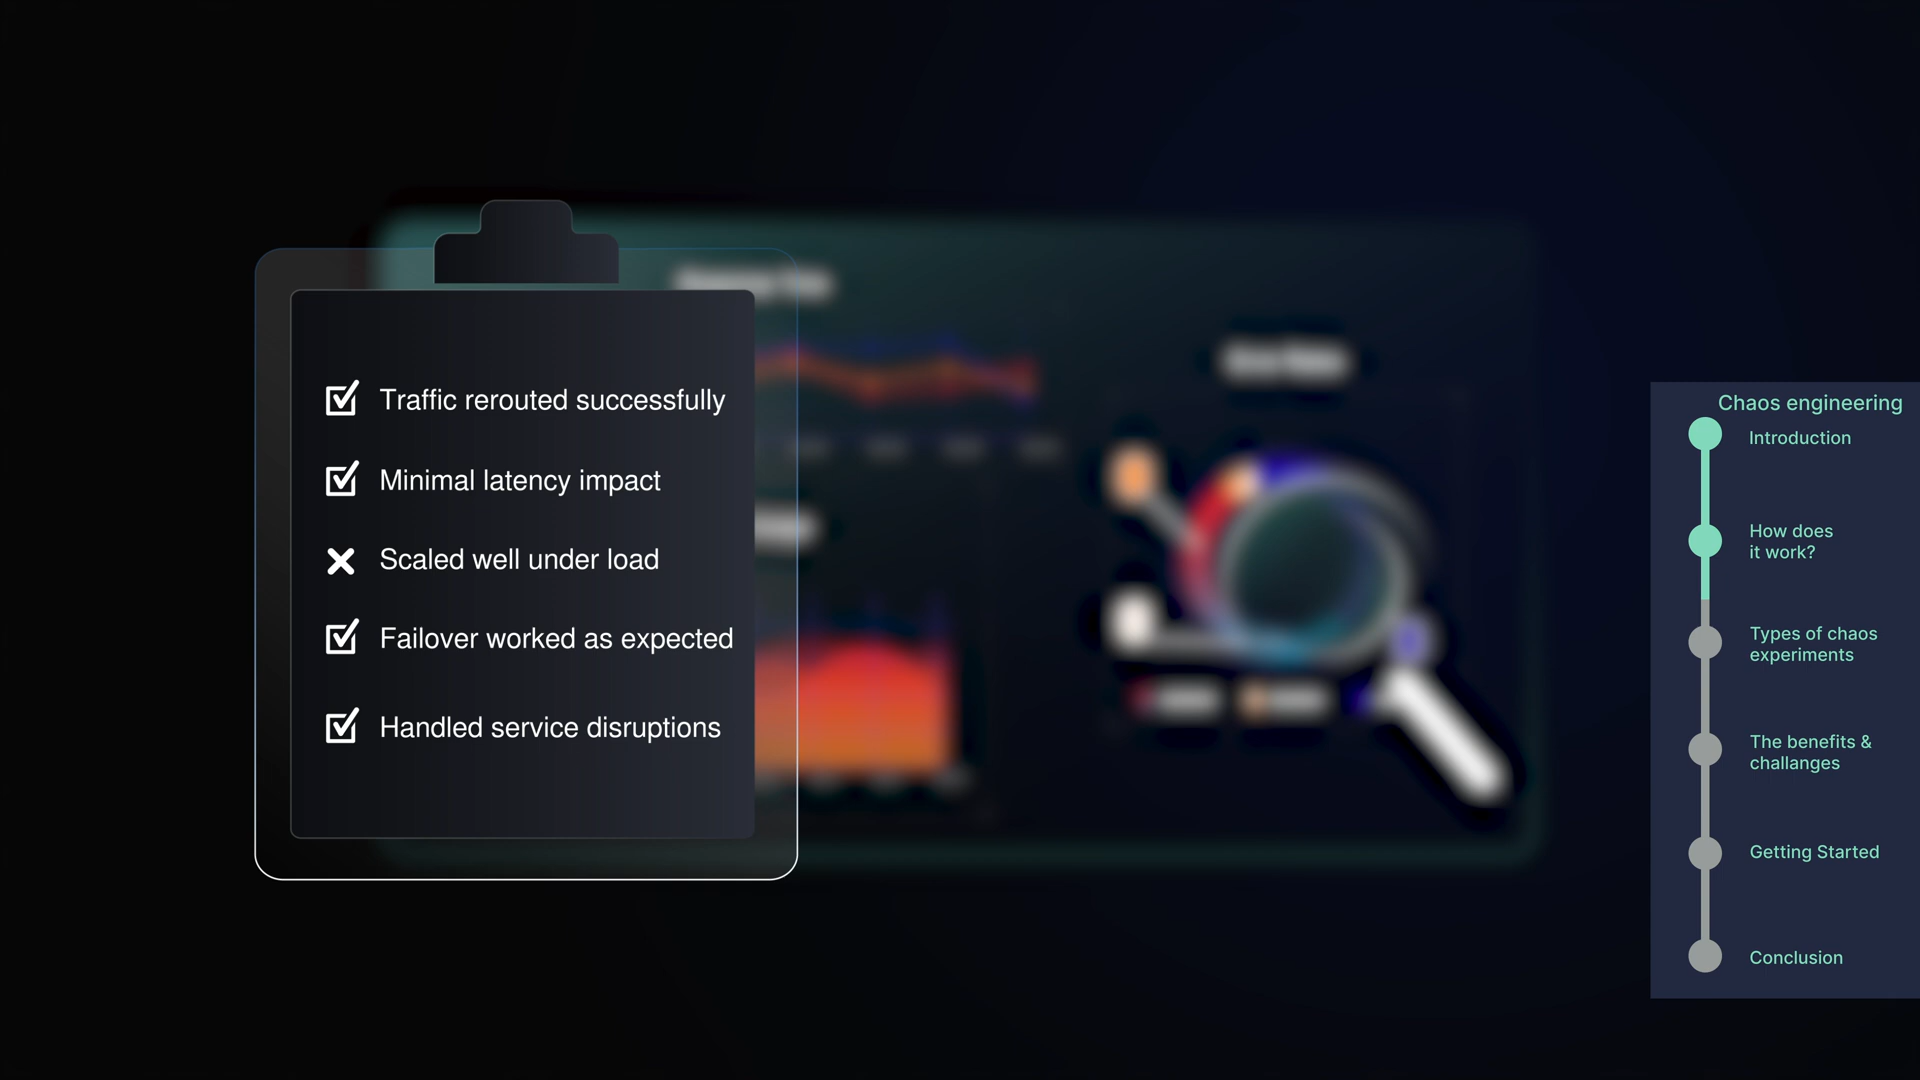 Traffic rerouted successfully
Minimal latency impact
Scaled well under load
Failover worked as expected
Handled service disruptions
Chaos engineering
Introduction
How does
it work?
Types of chaos
experiments
The benefits &
challanges
Getting Started
Conclusion